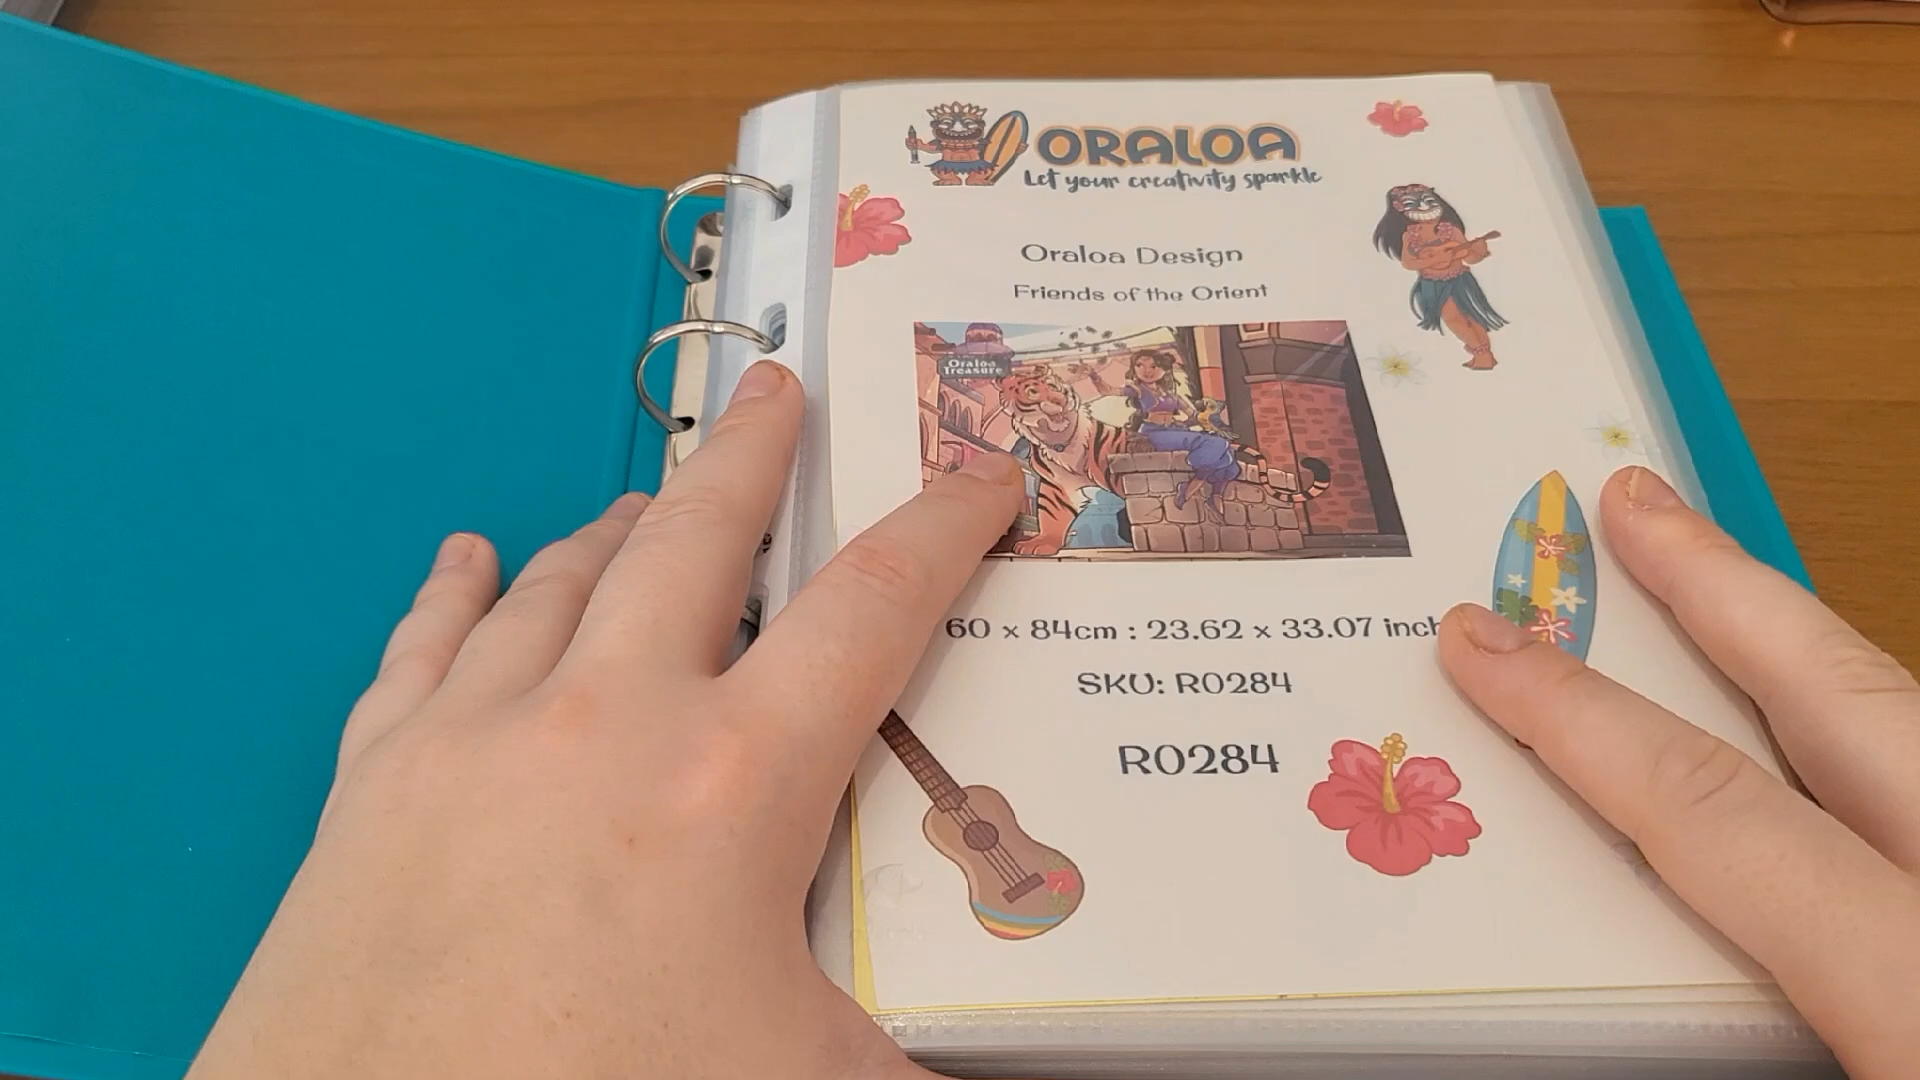 ORALOA
Let your creativity sparkle
Oraloa Design
Friends of the Orient
Oraloa
Treasure
60 x 84cm : 23.62 x 33.07 inch
SKU: R0284
R0284